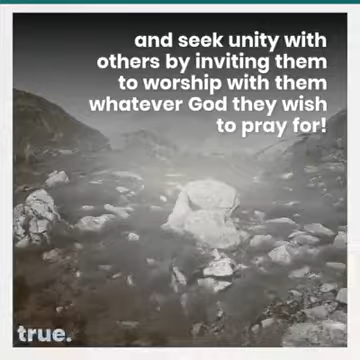 and seek unity with
others by inviting them
to worship with them
whatever God they wish
to pray for!
true.